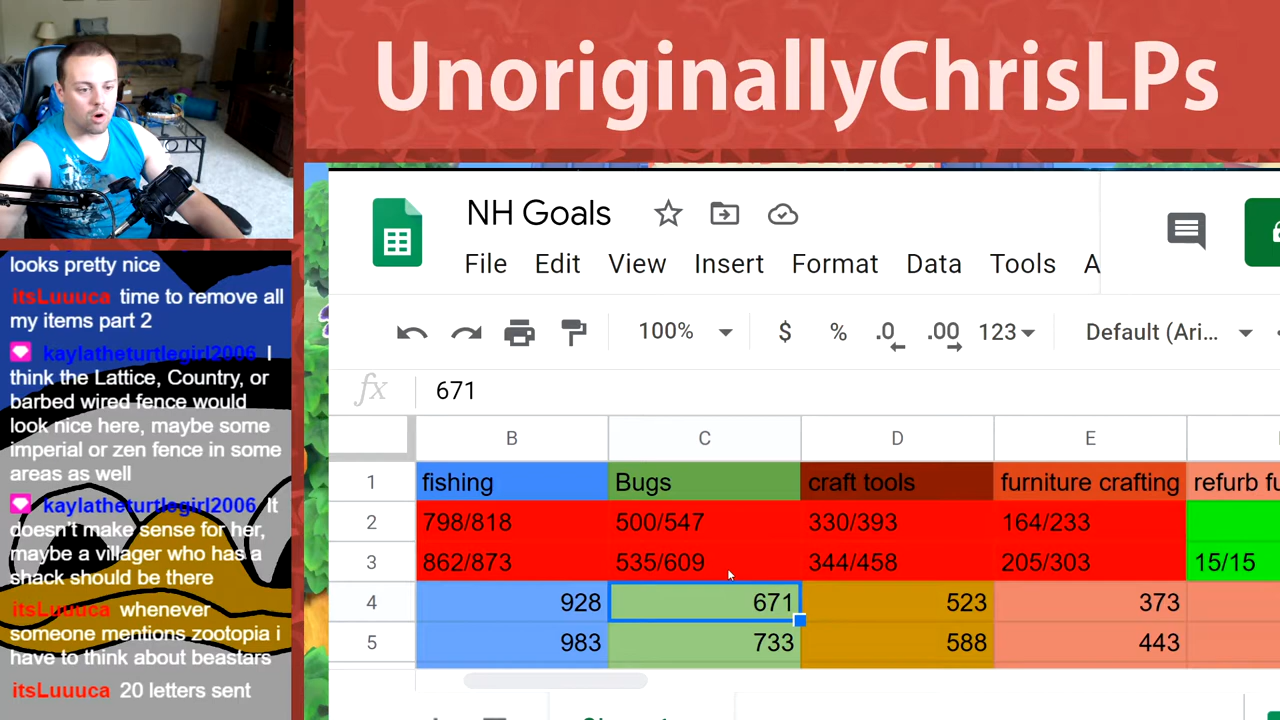 UnoriginallyChrisLPs
looks pretty nice
itsLuuuca time to remove all
my items part 2
kaylatheturtlegirl2006 I
think the Lattice, Country, or
barbed wired fence would
look nice here, maybe some
imperial or zen fence in some
areas as well
kaylatheturtlegirl2006 It
doesn't make sense for her,
maybe a villager who has a
shack should be there
itsLuuuca whenever
someone mentions zootopia i
have to think about beastars
itsLuuuca 20 letters sent
NH Goals
File Edit View Insert Format Data Tools A
100% $ % .0 .00 123 Default (Ari...
fx 671
B C D E
1 fishing Bugs craft tools furniture crafting refurb fu
2 798/818 500/547 330/393 164/233
3 862/873 535/609 344/458 205/303 15/15
4 928 671 523 373
5 983 733 588 443